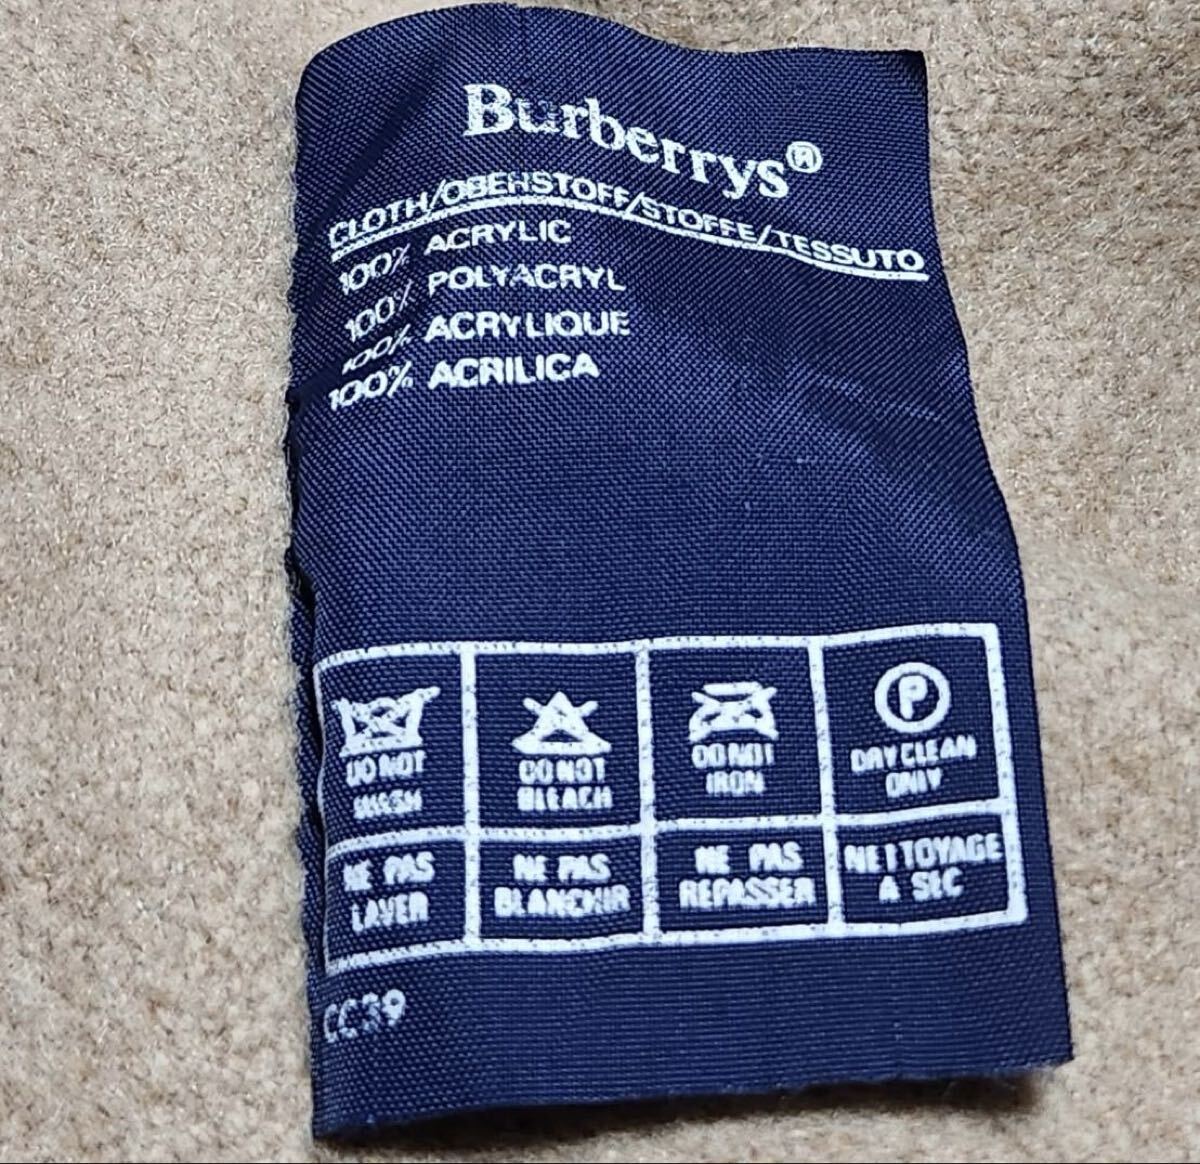 Burberrys®
CLOTH/OBERSTOFF/STOFFE/TESSUTO
100% ACRYLIC
100% POLYACRYL
100% ACRYLIQUE
100% ACRILICA
DO NOT
WASH
DO NOT
BLEACH
DO NOT
IRON
P
DRY CLEAN
ONLY
NE PAS
LAVER
NE PAS
BLANCHIR
NE PAS
REPASSER
NETTOYAGE
A SEC
CC39